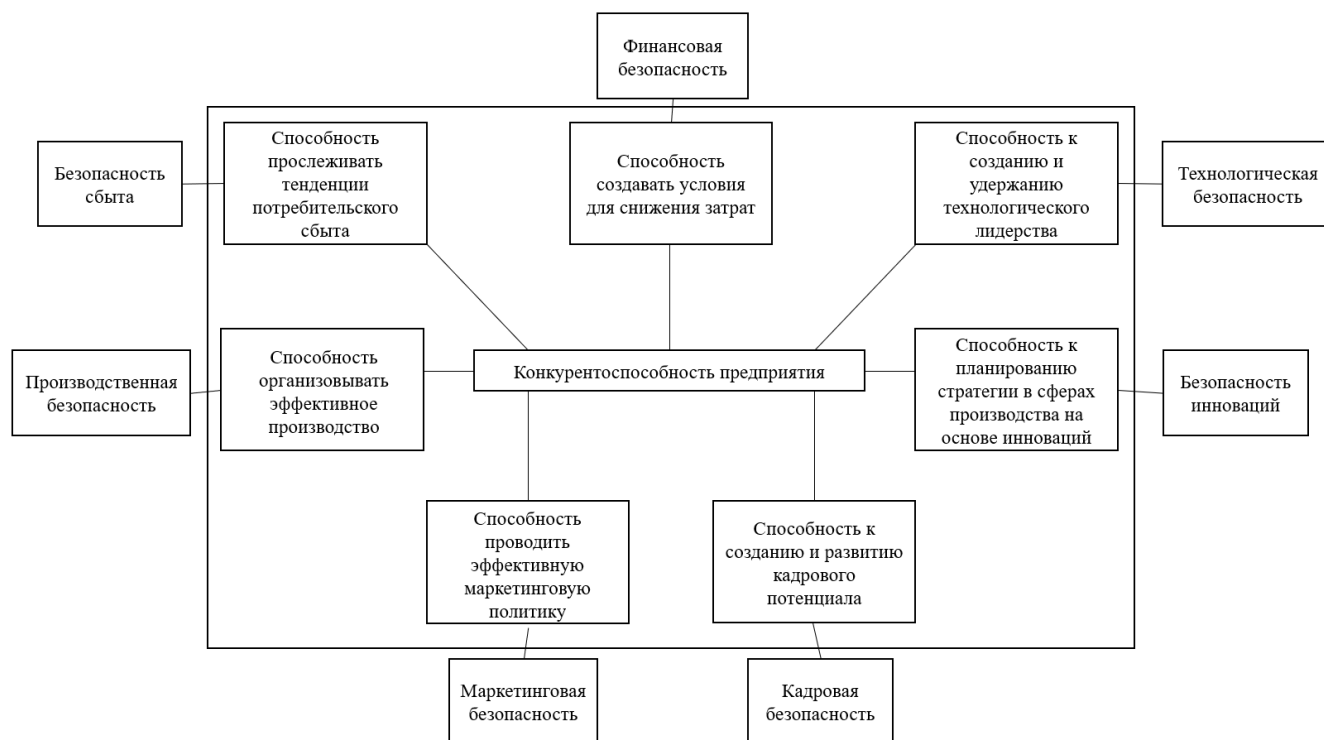 Финансовая
безопасность
Безопасность
сбыта
Способность
прослеживать
тенденции
потребительского
сбыта
Способность
создавать условия
для снижения затрат
Способность к
созданию и
удержанию
технологического
лидерства
Технологическая
безопасность
Производственная
безопасность
Способность
организовывать
эффективное
производство
Конкурентоспособность предприятия
Способность к
планированию
стратегии в сферах
производства на
основе инноваций
Безопасность
инноваций
Способность
проводить
эффективную
маркетинговую
политику
Способность к
созданию и развитию
кадрового
потенциала
Маркетинговая
безопасность
Кадровая
безопасность